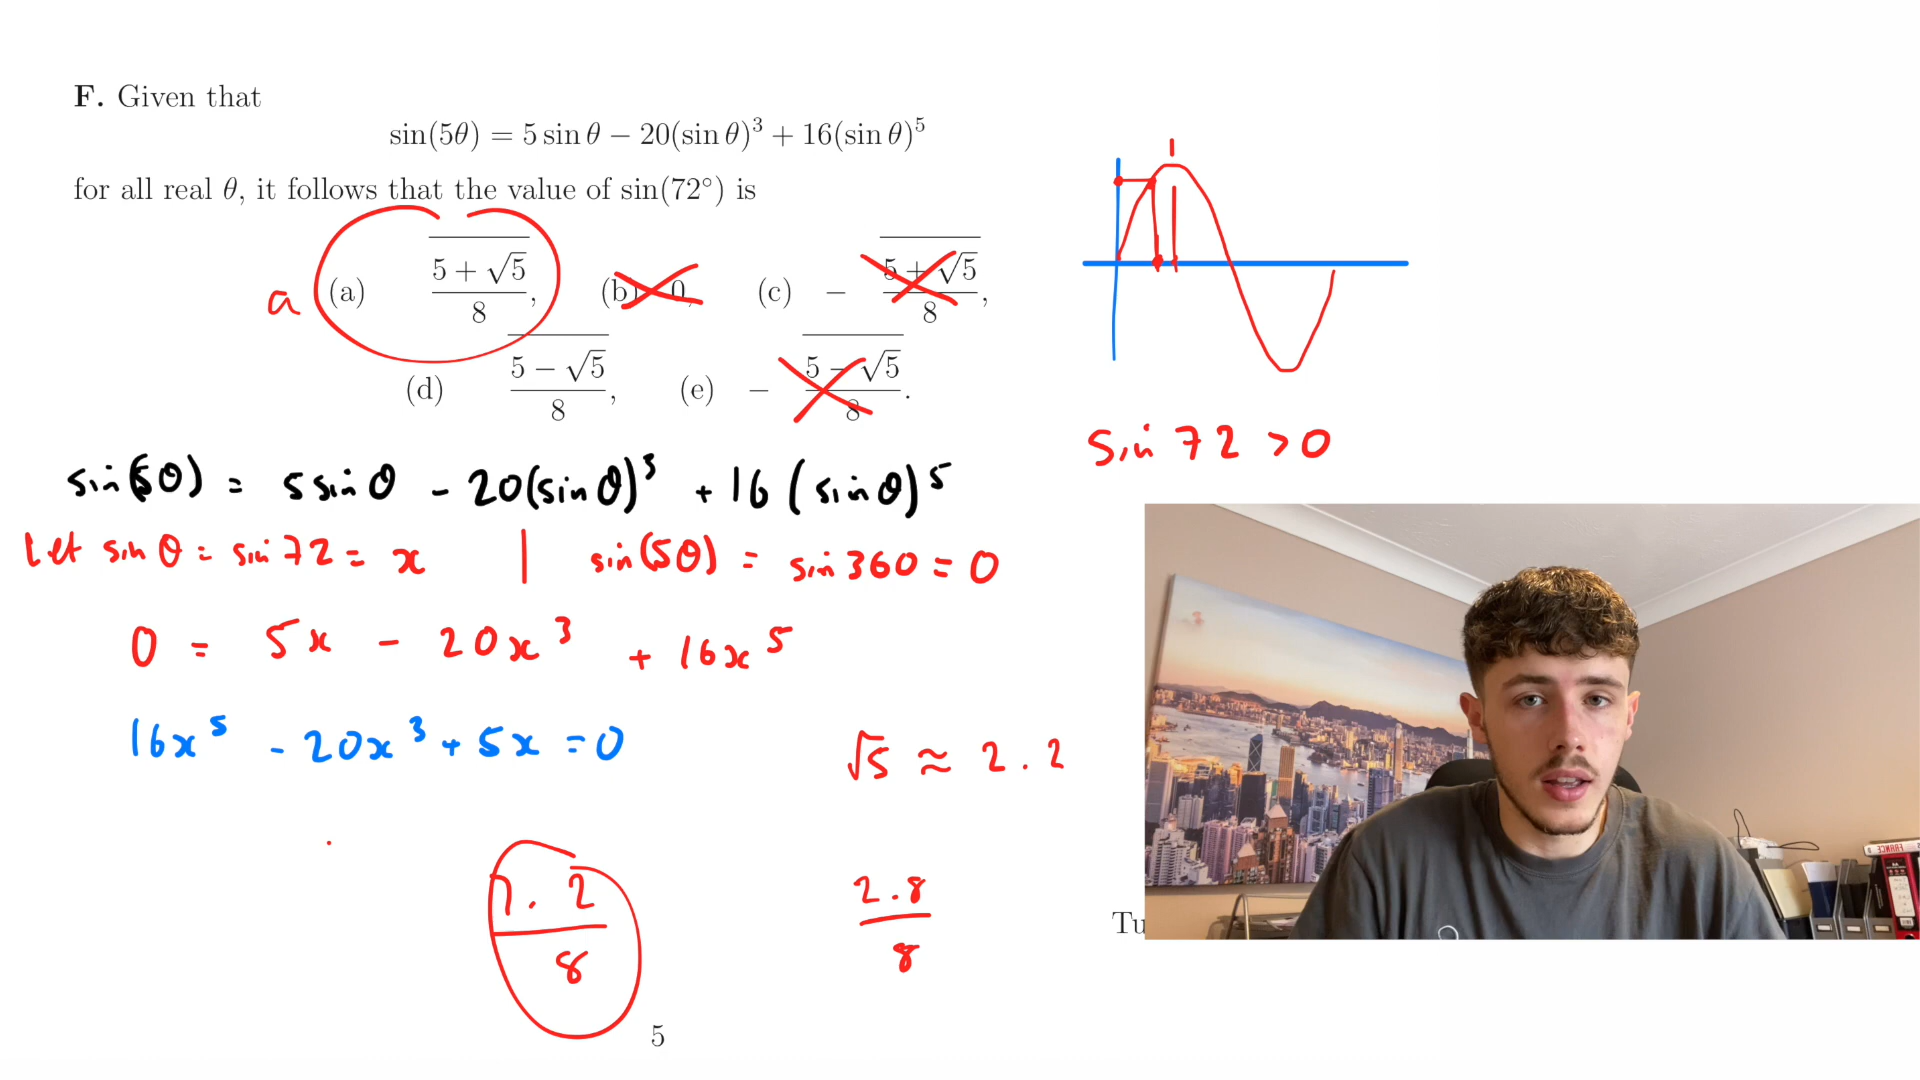 F. Given that
sin(5θ) = 5 sin θ − 20(sin θ)³ + 16(sin θ)⁵
for all real θ, it follows that the value of sin(72°) is
a (a) 5 + √5 / 8, (b) 0, (c) − 5 + √5 / 8,
(d) 5 − √5 / 8, (e) − 5 − √5 / 8.
1
sin 72 > 0
sin(5θ) = 5 sin θ - 20(sin θ)³ + 16 (sin θ)⁵
Let sin θ = sin 72 = x | sin(5θ) = sin 360 = 0
0 = 5x - 20x³ + 16x⁵
16x⁵ - 20x³ + 5x = 0
√5 ≈ 2.2
7.2 / 8
2.8 / 8
Tu
5
FRANCE